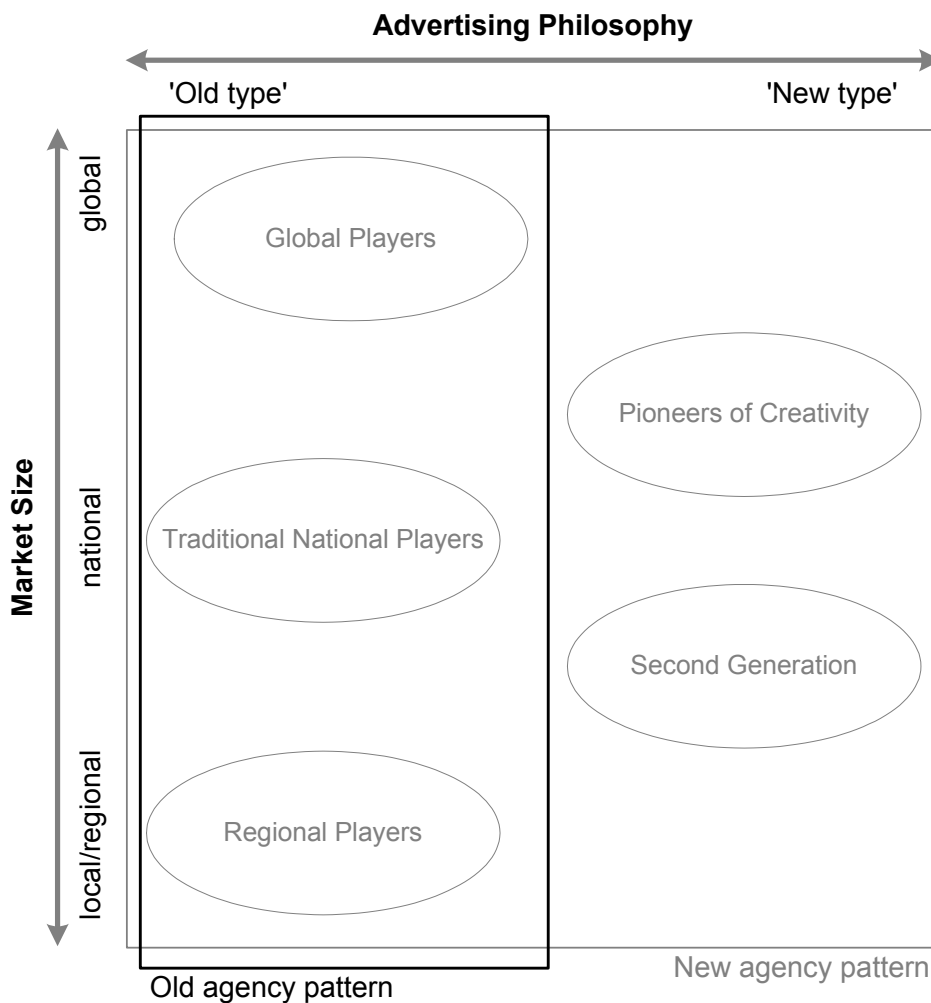 Advertising Philosophy
'Old type'
'New type'
Market Size
global
national
local/regional
Global Players
Pioneers of Creativity
Traditional National Players
Second Generation
Regional Players
New agency pattern
Old agency pattern